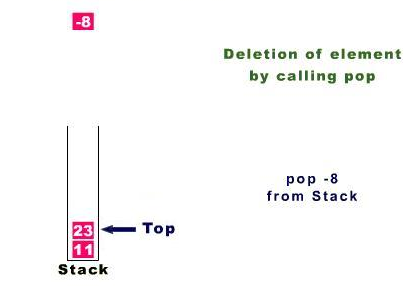 -8
Deletion of element
by calling pop
pop -8
from Stack
23
Top
11
Stack